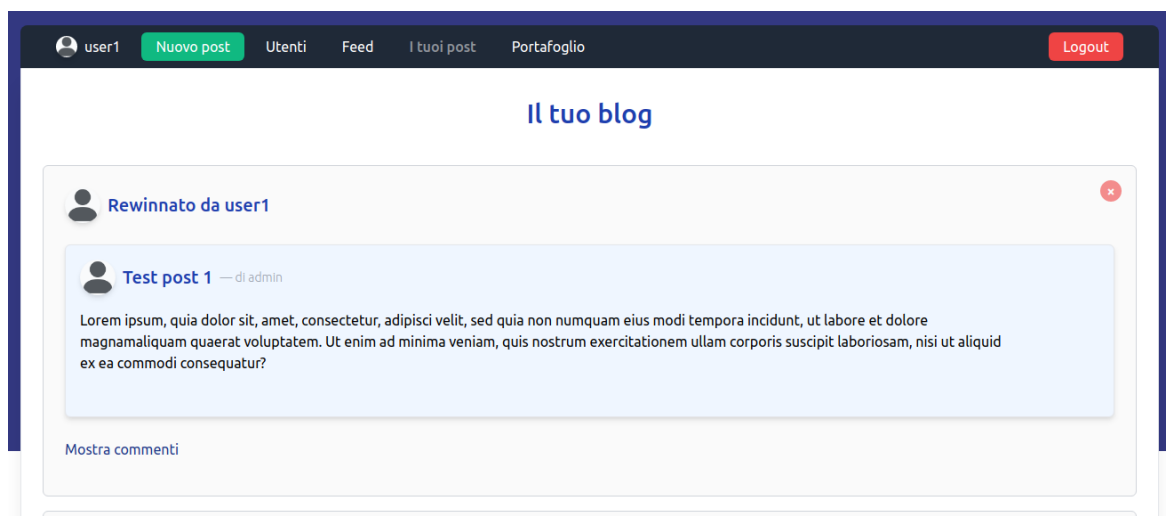 user1 Nuovo post Utenti Feed I tuoi post Portafoglio Logout
Il tuo blog
Rewinnato da user1
×
Test post 1 — di admin
Lorem ipsum, quia dolor sit, amet, consectetur, adipisci velit, sed quia non numquam eius modi tempora incidunt, ut labore et dolore
magnamaliquam quaerat voluptatem. Ut enim ad minima veniam, quis nostrum exercitationem ullam corporis suscipit laboriosam, nisi ut aliquid
ex ea commodi consequatur?
Mostra commenti